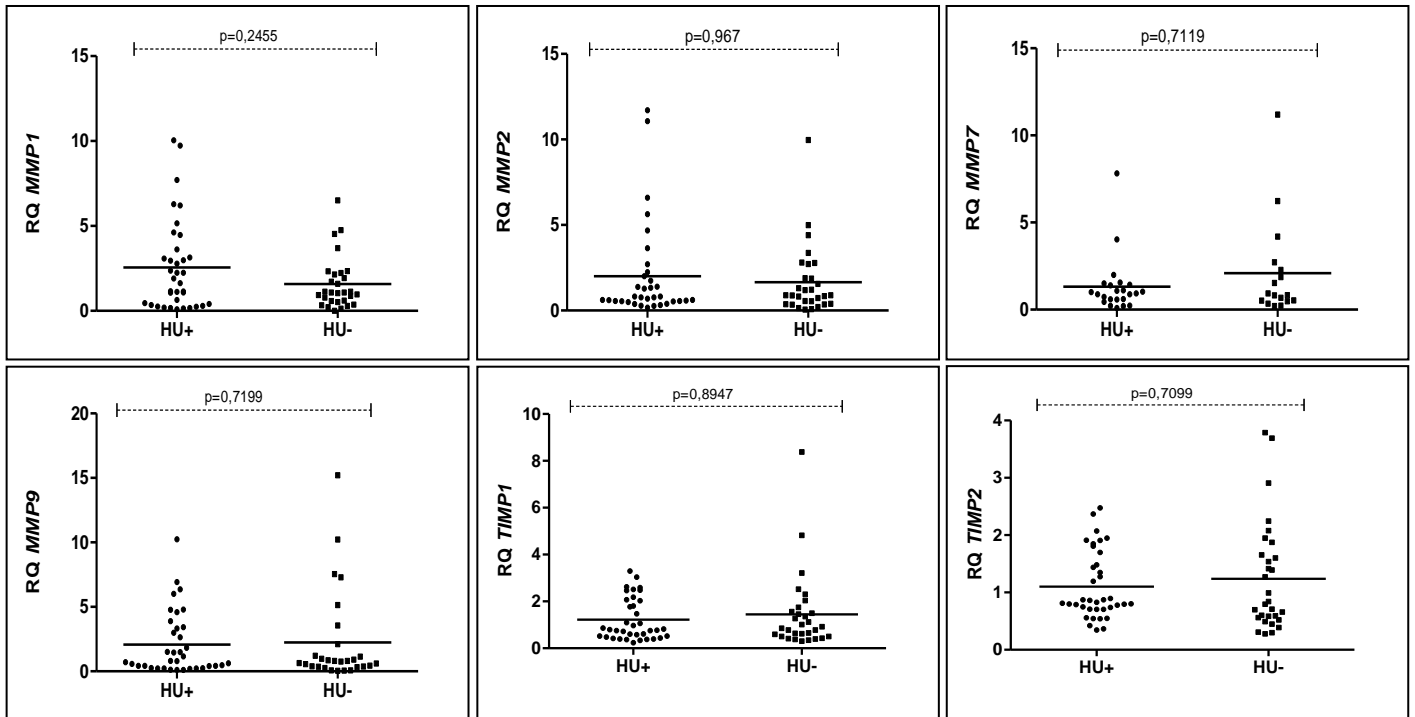 p=0,2455
15
10
5
0
RQ MMP1
HU+ HU-
p=0,967
15
10
5
0
RQ MMP2
HU+ HU-
p=0,7119
15
10
5
0
RQ MMP7
HU+ HU-
p=0,7199
20
15
10
5
0
RQ MMP9
HU+ HU-
p=0,8947
10
8
6
4
2
0
RQ TIMP1
HU+ HU-
p=0,7099
4
3
2
1
0
RQ TIMP2
HU+ HU-